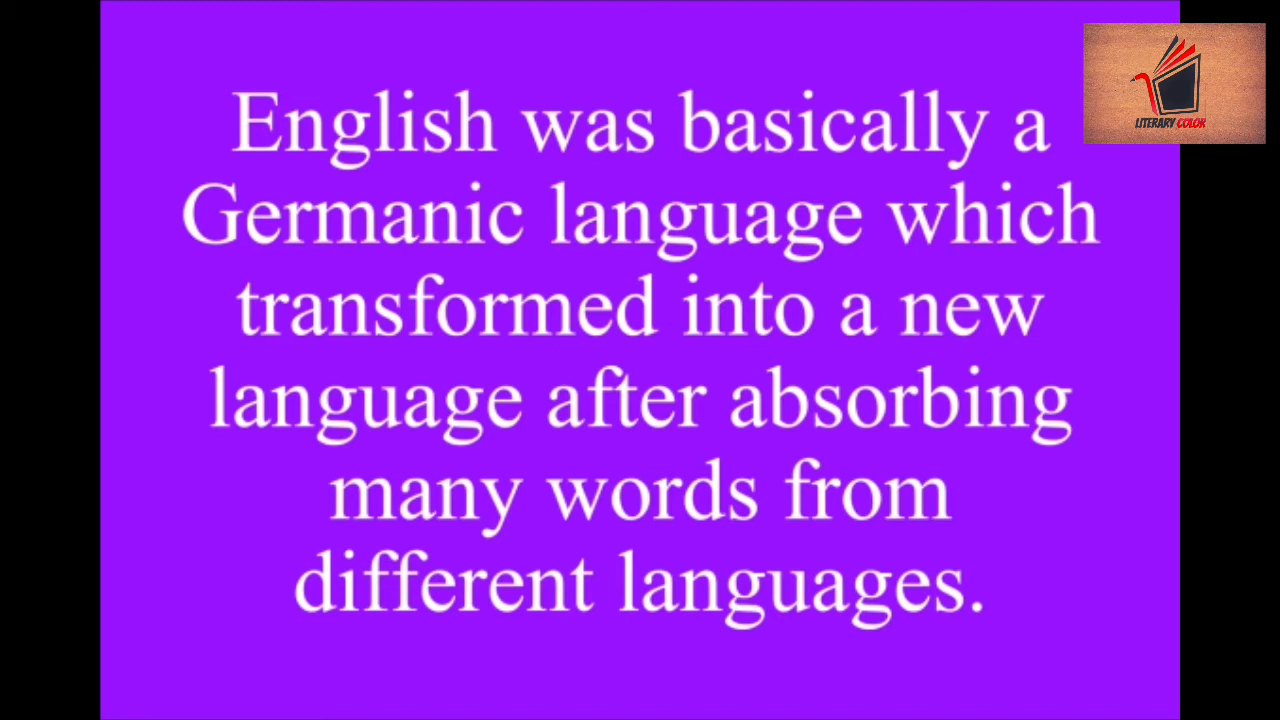 English was basically a
Germanic language which
transformed into a new
language after absorbing
many words from
different languages.
LITERARY COLOR